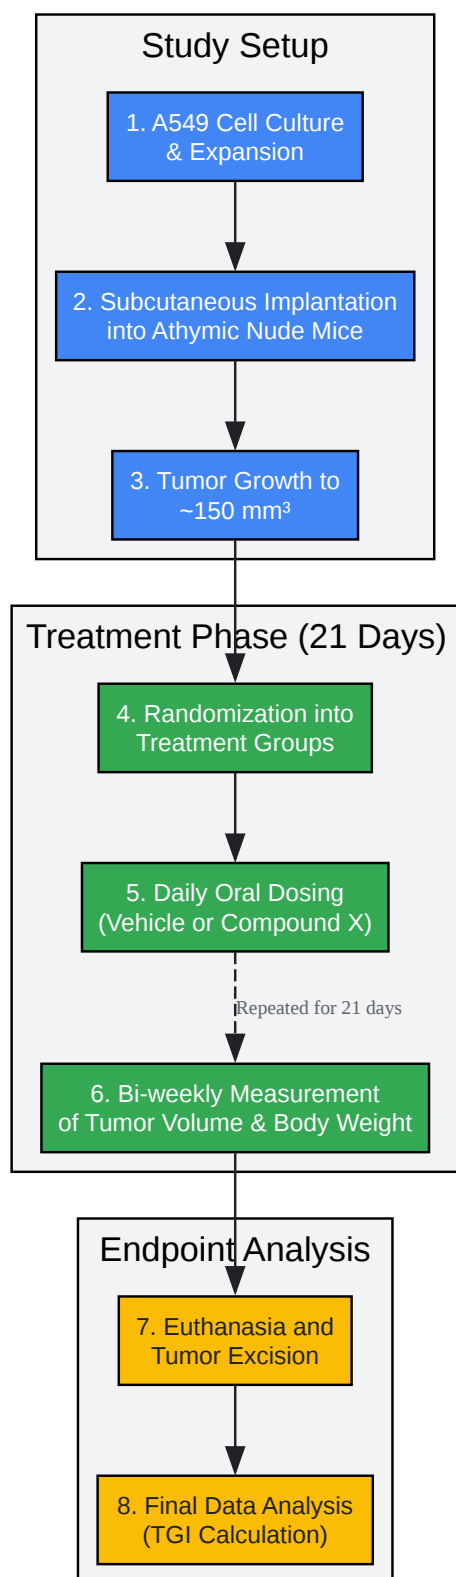 Study Setup
1. A549 Cell Culture
& Expansion
2. Subcutaneous Implantation
into Athymic Nude Mice
3. Tumor Growth to
~150 mm³
Treatment Phase (21 Days)
4. Randomization into
Treatment Groups
5. Daily Oral Dosing
(Vehicle or Compound X)
Repeated for 21 days
6. Bi-weekly Measurement
of Tumor Volume & Body Weight
Endpoint Analysis
7. Euthanasia and
Tumor Excision
8. Final Data Analysis
(TGI Calculation)